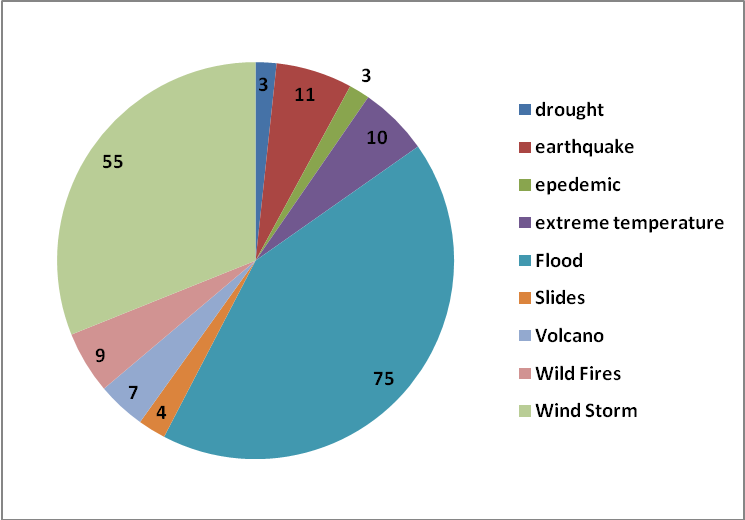 3
11
3
10
75
4
7
9
55
drought
earthquake
epedemic
extreme temperature
Flood
Slides
Volcano
Wild Fires
Wind Storm